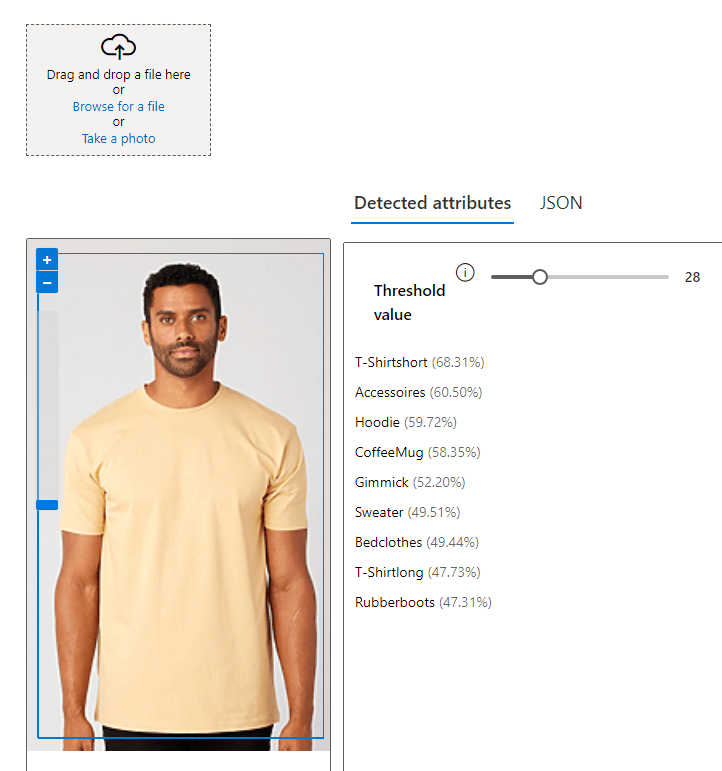 Drag and drop a file here
or
Browse for a file
or
Take a photo
Detected attributes
JSON
+
−
Threshold
value
i
28
T-Shirtshort (68.31%)
Accessoires (60.50%)
Hoodie (59.72%)
CoffeeMug (58.35%)
Gimmick (52.20%)
Sweater (49.51%)
Bedclothes (49.44%)
T-Shirtlong (47.73%)
Rubberboots (47.31%)